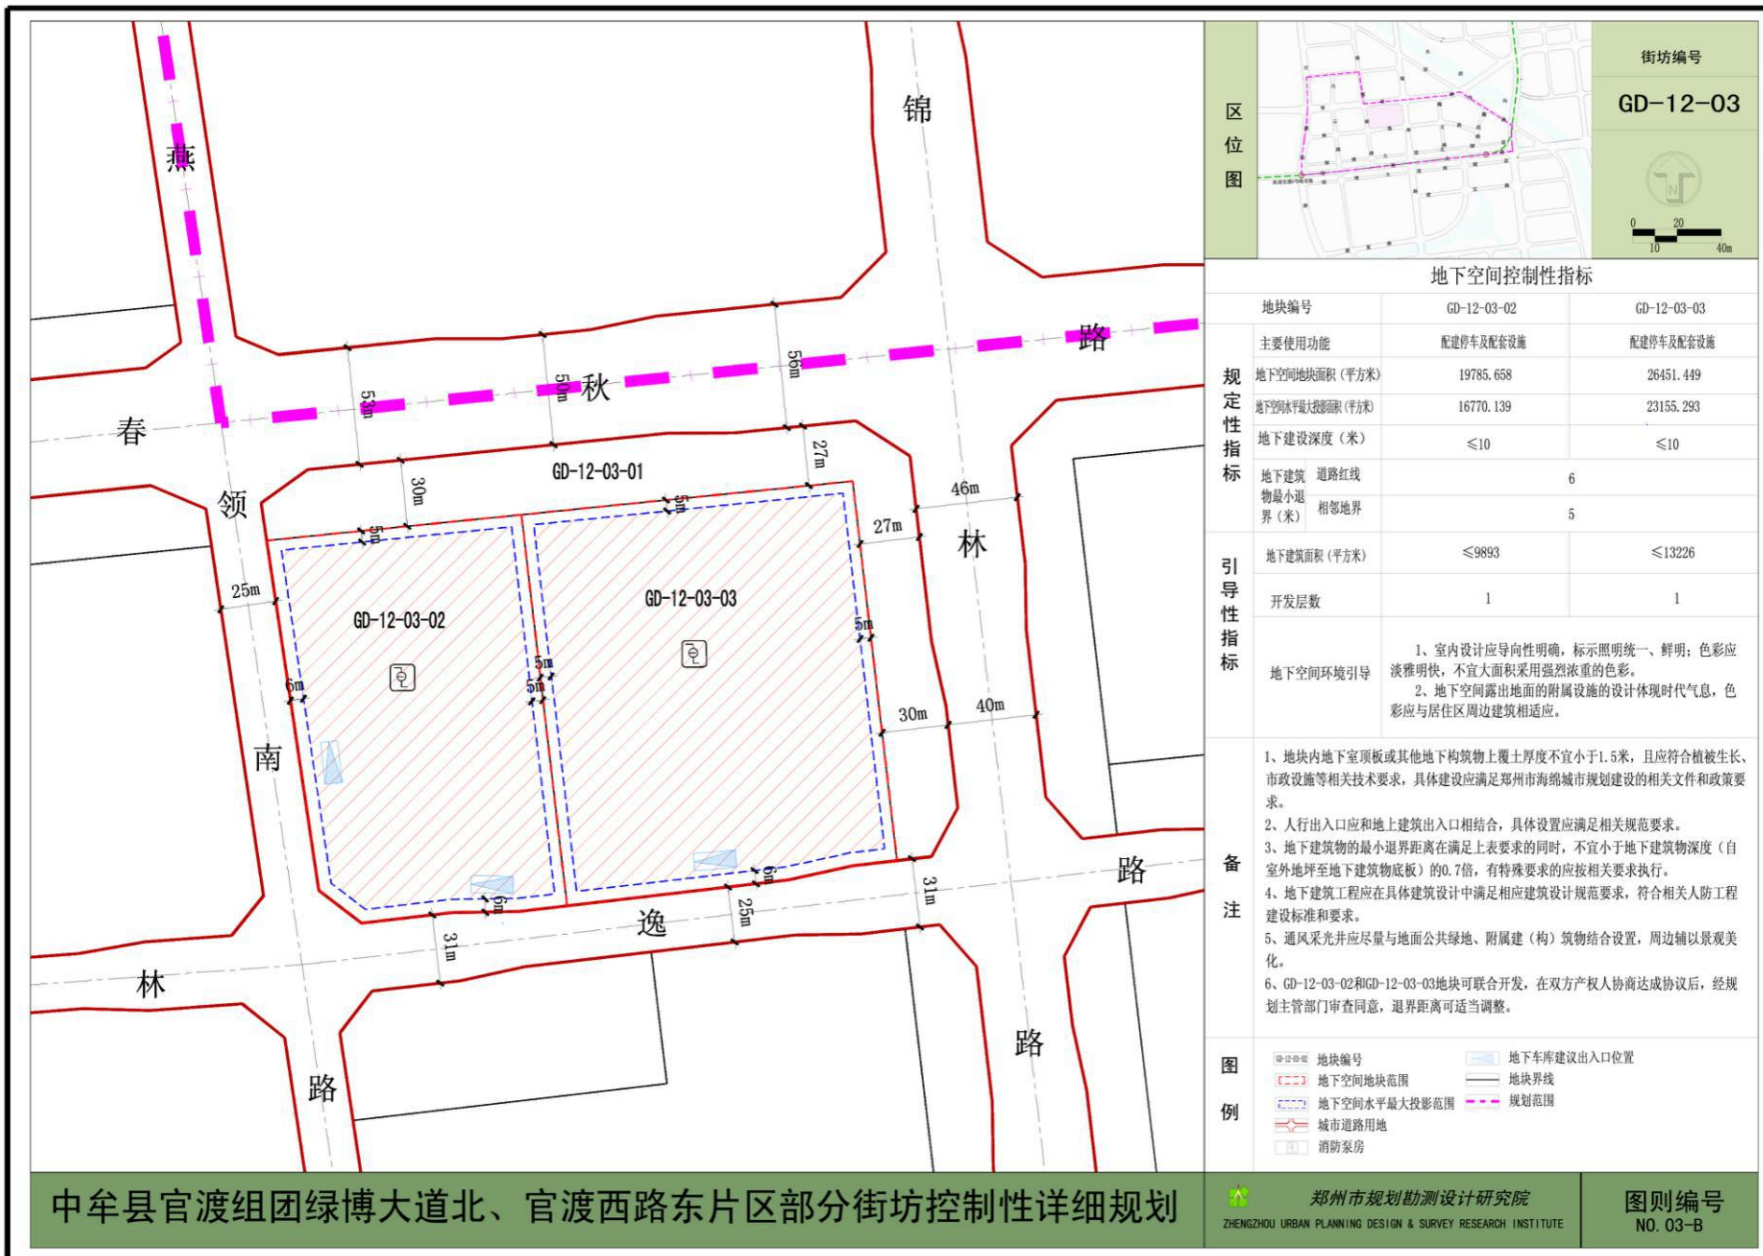 燕
锦
路
春
秋
53m
50m
56m
领
30m
GD-12-03-01
27m
46m
5m
5m
27m
林
25m
GD-12-03-02
GD-12-03-03
5m
5m
5m
6m
30m
40m
南
6m
6m
31m
25m
31m
林
逸
路
路
路
区位图
街坊编号
GD-12-03
N
0 20
10 40m
地下空间控制性指标
地块编号 GD-12-03-02 GD-12-03-03
规定性指标
主要使用功能 配建停车及配套设施 配建停车及配套设施
地下空间地块面积(平方米) 19785.658 26451.449
地下空间水平最大投影面积(平方米) 16770.139 23155.293
地下建设深度(米) ≤10 ≤10
地下建筑物最小退界(米)
道路红线 6
相邻地界 5
引导性指标
地下建筑面积(平方米) ≤9893 ≤13226
开发层数 1 1
地下空间环境引导
1、室内设计应导向性明确，标示照明统一、鲜明；色彩应
淡雅明快，不宜大面积采用强烈浓重的色彩。
2、地下空间露出地面的附属设施的设计体现时代气息，色
彩应与居住区周边建筑相适应。
备注
1、地块内地下室顶板或其他地下构筑物上覆土厚度不宜小于1.5米，且应符合植被生长、
市政设施等相关技术要求，具体建设应满足郑州市海绵城市规划建设的相关文件和政策要
求。
2、人行出入口应和地上建筑出入口相结合，具体设置应满足相关规范要求。
3、地下建筑物的最小退界距离在满足上表要求的同时，不宜小于地下建筑物深度（自
室外地坪至地下建筑物底板）的0.7倍，有特殊要求的应按相关要求执行。
4、地下建筑工程应在具体建筑设计中满足相应建筑设计规范要求，符合相关人防工程
建设标准和要求。
5、通风采光井应尽量与地面公共绿地、附属建（构）筑物结合设置，周边辅以景观美
化。
6、GD-12-03-02和GD-12-03-03地块可联合开发，在双方产权人协商达成协议后，经规
划主管部门审查同意，退界距离可适当调整。
图例
地块编号
地下车库建议出入口位置
地下空间地块范围
地块界线
地下空间水平最大投影范围
规划范围
城市道路用地
消防泵房
中牟县官渡组团绿博大道北、官渡西路东片区部分街坊控制性详细规划
郑州市规划勘测设计研究院
ZHENGZHOU URBAN PLANNING DESIGN & SURVEY RESEARCH INSTITUTE
图则编号
NO. 03-B